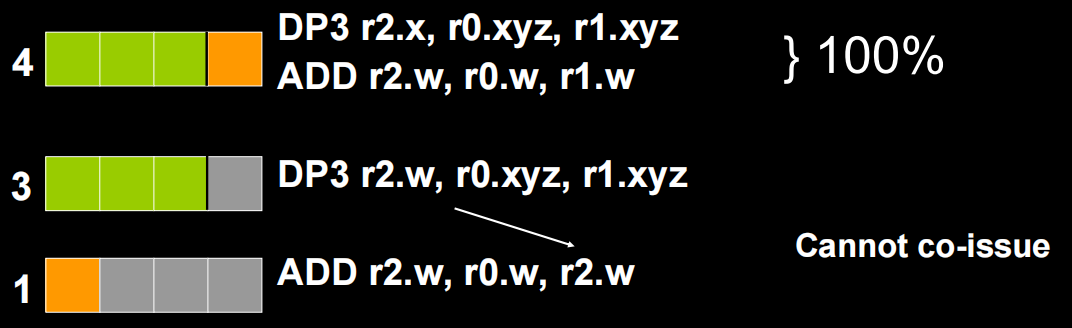 4
DP3 r2.x, r0.xyz, r1.xyz
ADD r2.w, r0.w, r1.w
} 100%
3
DP3 r2.w, r0.xyz, r1.xyz
Cannot co-issue
1
ADD r2.w, r0.w, r2.w